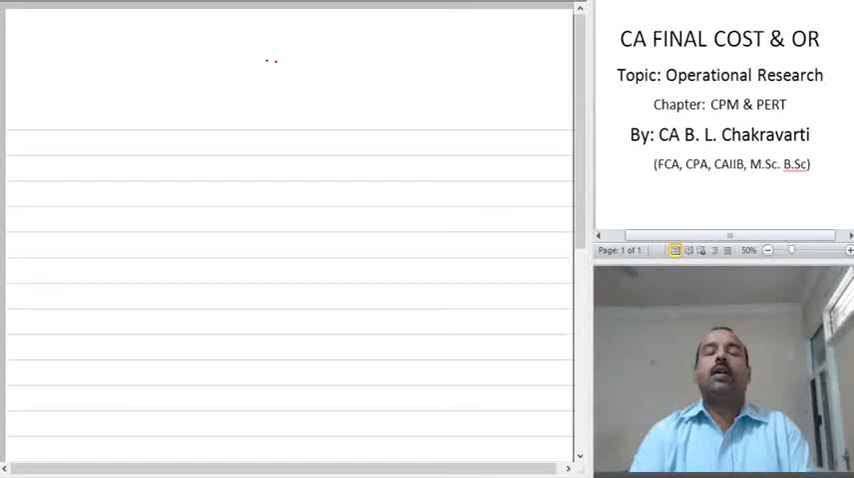 CA FINAL COST & OR
Topic: Operational Research
Chapter: CPM & PERT
By: CA B. L. Chakravarti
(FCA, CPA, CAIIB, M.Sc. B.Sc)
Page: 1 of 1
50%